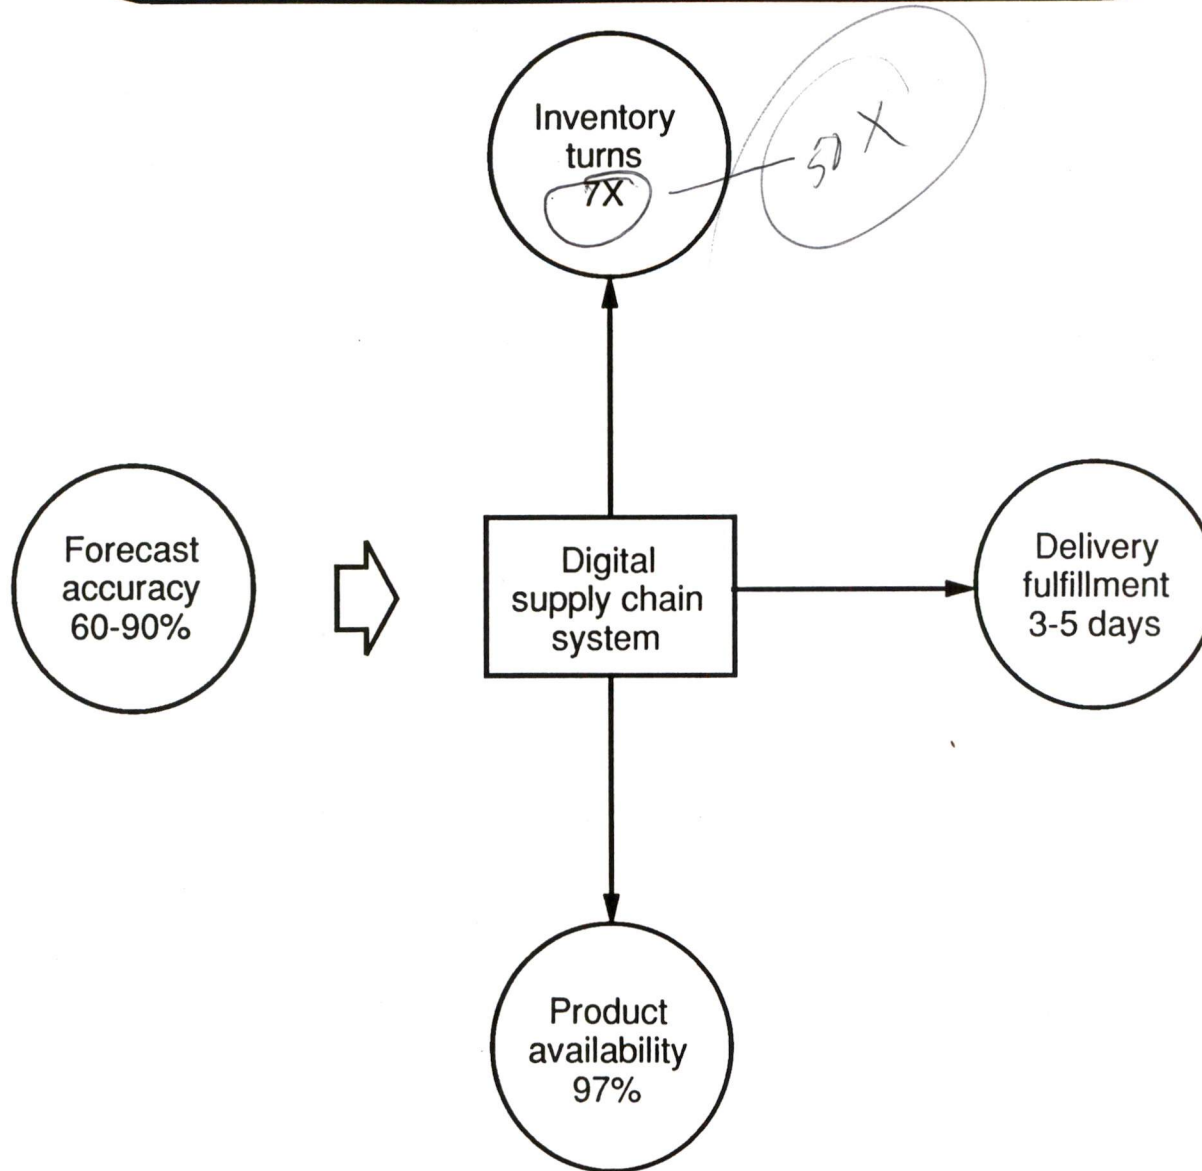 Inventory
turns
7X
50 X
Forecast
accuracy
60-90%
Digital
supply chain
system
Delivery
fulfillment
3-5 days
Product
availability
97%